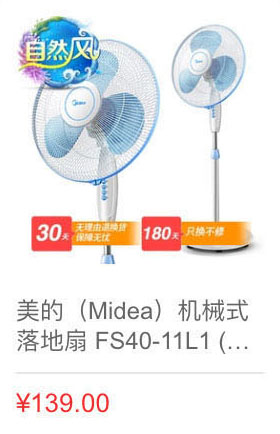 自然风
Midea
30天 无理由退换货
保障无忧
180天 只换不修
美的（Midea）机械式
落地扇 FS40-11L1 (…
¥139.00